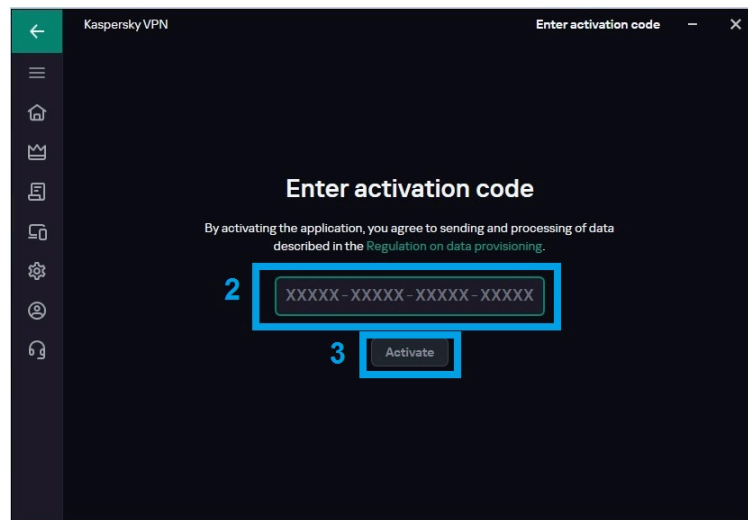 Kaspersky VPN
Enter activation code
Enter activation code
By activating the application, you agree to sending and processing of data
described in the Regulation on data provisioning.
2
XXXXX-XXXXX-XXXXX-XXXXX
3
Activate